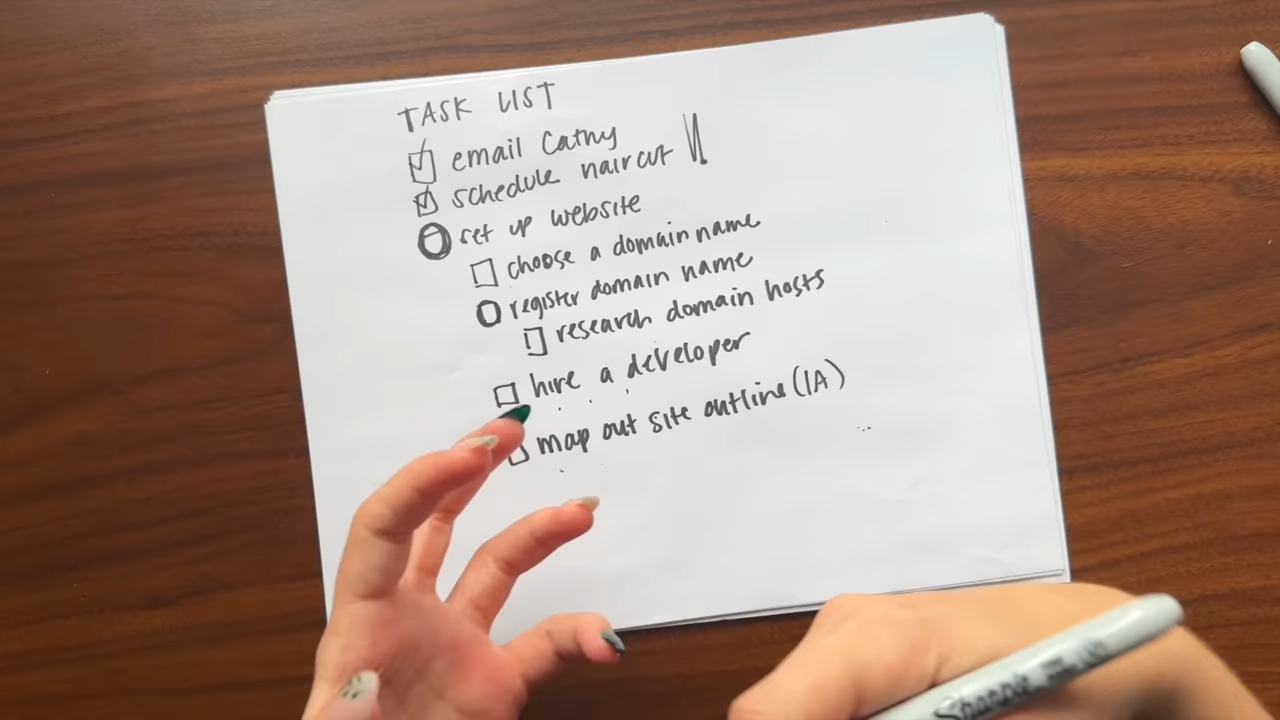 TASK LIST
email Cathy
schedule haircut
set up website
choose a domain name
register domain name
research domain hosts
hire a developer
map out site outline (IA)
Sharpie